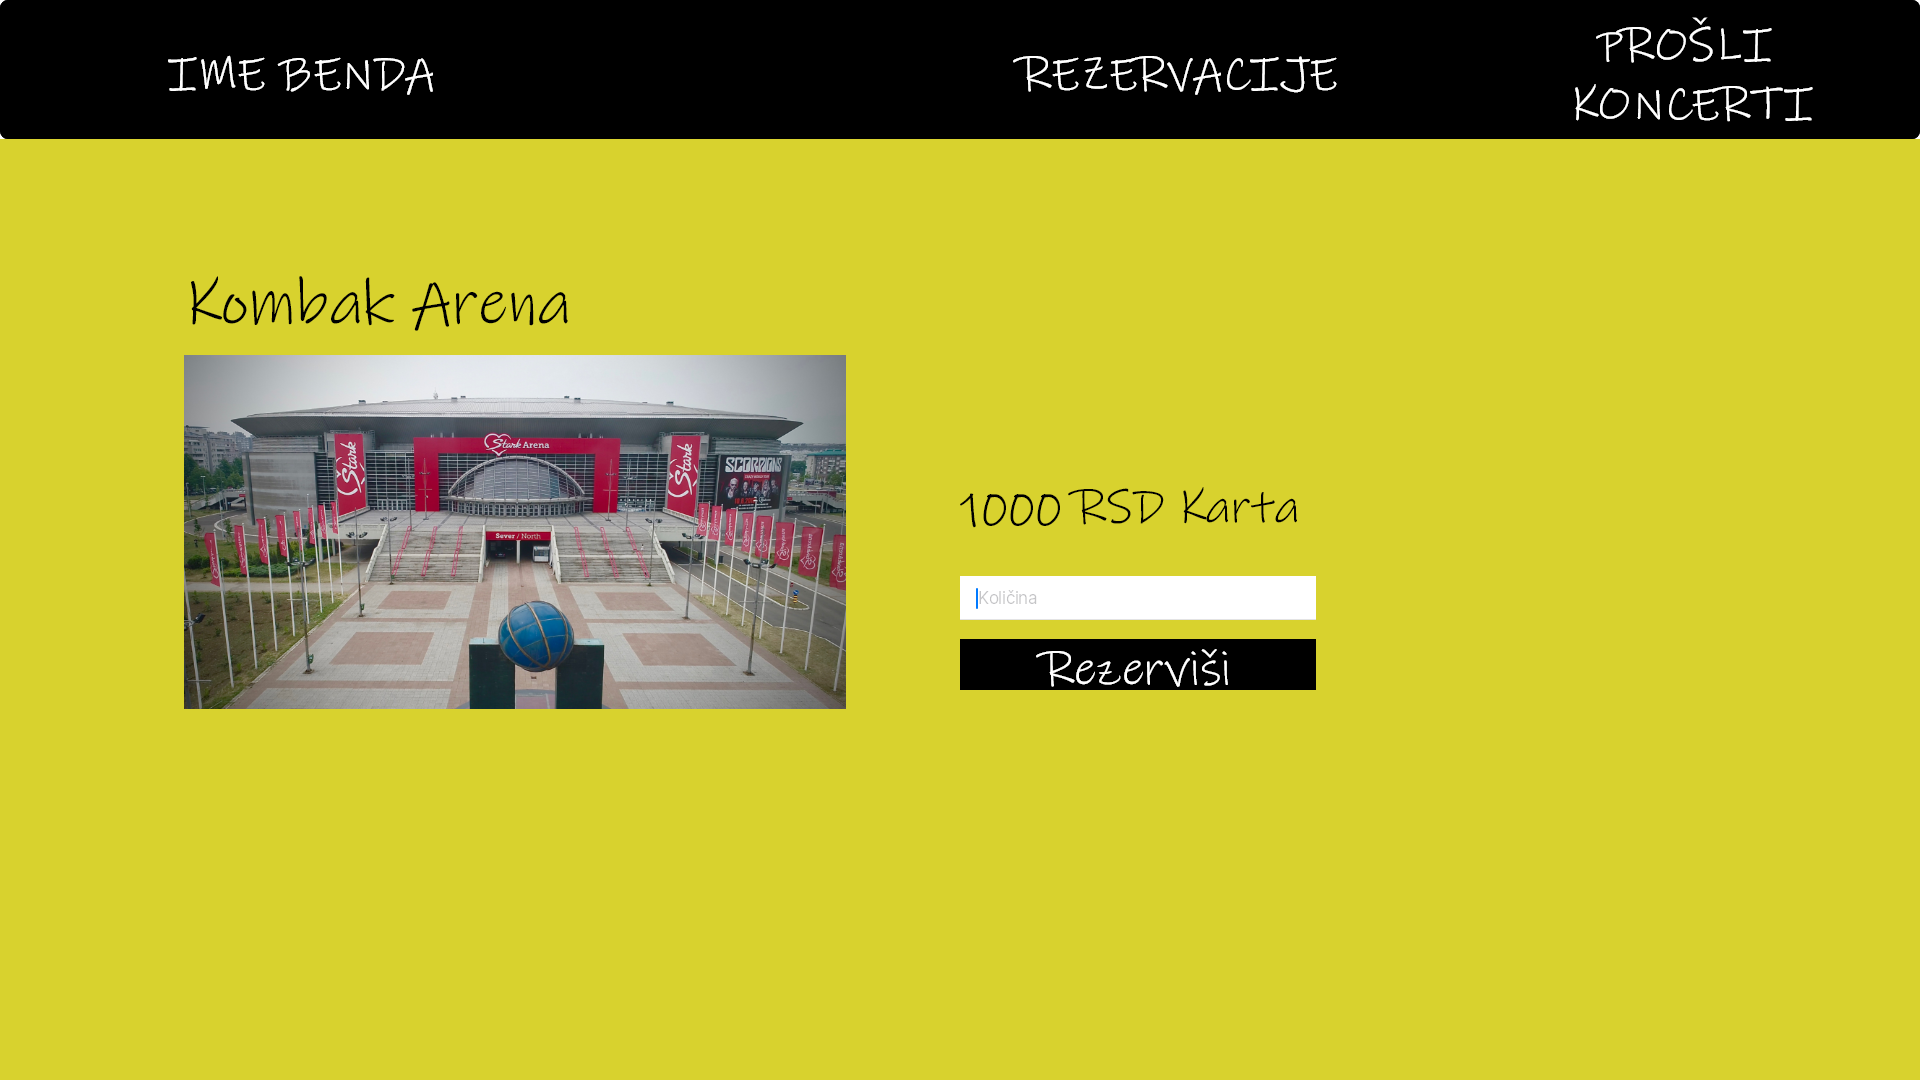 IME BENDA
REZERVACIJE
PROŠLI
KONCERTI
Kombak Arena
Štark Arena
Štark
Štark
SCORPIONS
Sever / North
1000 RSD Karta
Količina
Rezerviši